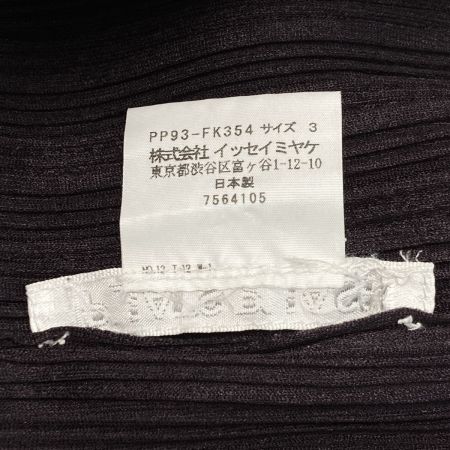 PP93-FK354 サイズ 3
株式会社 イッセイミヤケ
東京都渋谷区富ヶ谷1-12-10
日本製
7564105